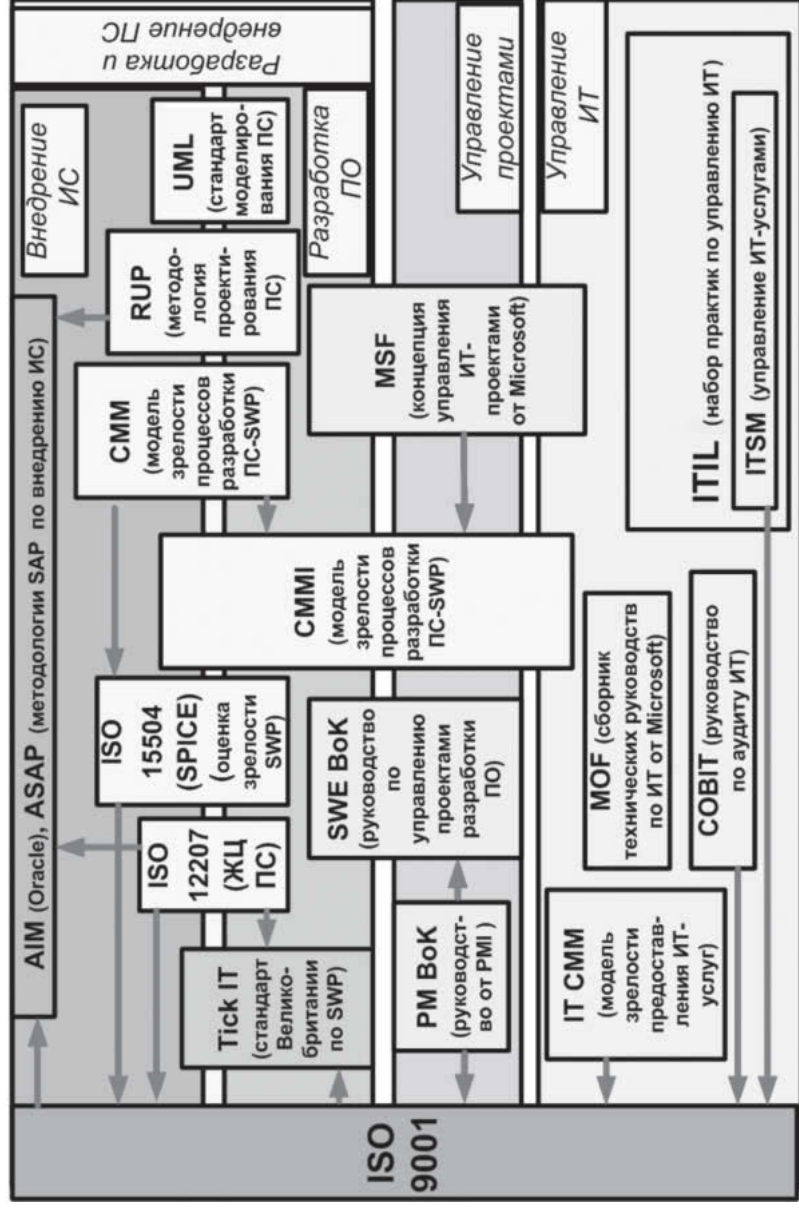 ISO
9001
AIM (Oracle), ASAP (методологии SAP по внедрению ИС)
Внедрение
ИС
Разработка и
внедрение ПС
ISO
12207
(ЖЦ
ПС)
ISO
15504
(SPICE)
(оценка
зрелости
SWP)
CMM
(модель
зрелости
процессов
разработки
ПС-SWP)
RUP
(методо-
логия
проекти-
рования
ПС)
UML
(стандарт
моделиро-
вания ПС)
Tick IT
(стандарт
Велико-
британии
по SWP)
CMMI
(модель
зрелости
процессов
разработки
ПС-SWP)
Разработка
ПО
PM BoK
(руководст-
во от PMI )
SWE BoK
(руководство
по
управлению
проектами
разработки
ПО)
MSF
(концепция
управления
ИТ-
проектами
от Microsoft)
Управление
проектами
Управление
ИТ
IT CMM
(модель
зрелости
предостав-
ления ИТ-
услуг)
MOF (сборник
технических руководств
по ИТ от Microsoft)
COBIT (руководство
по аудиту ИТ)
ITIL (набор практик по управлению ИТ)
ITSM (управление ИТ-услугами)